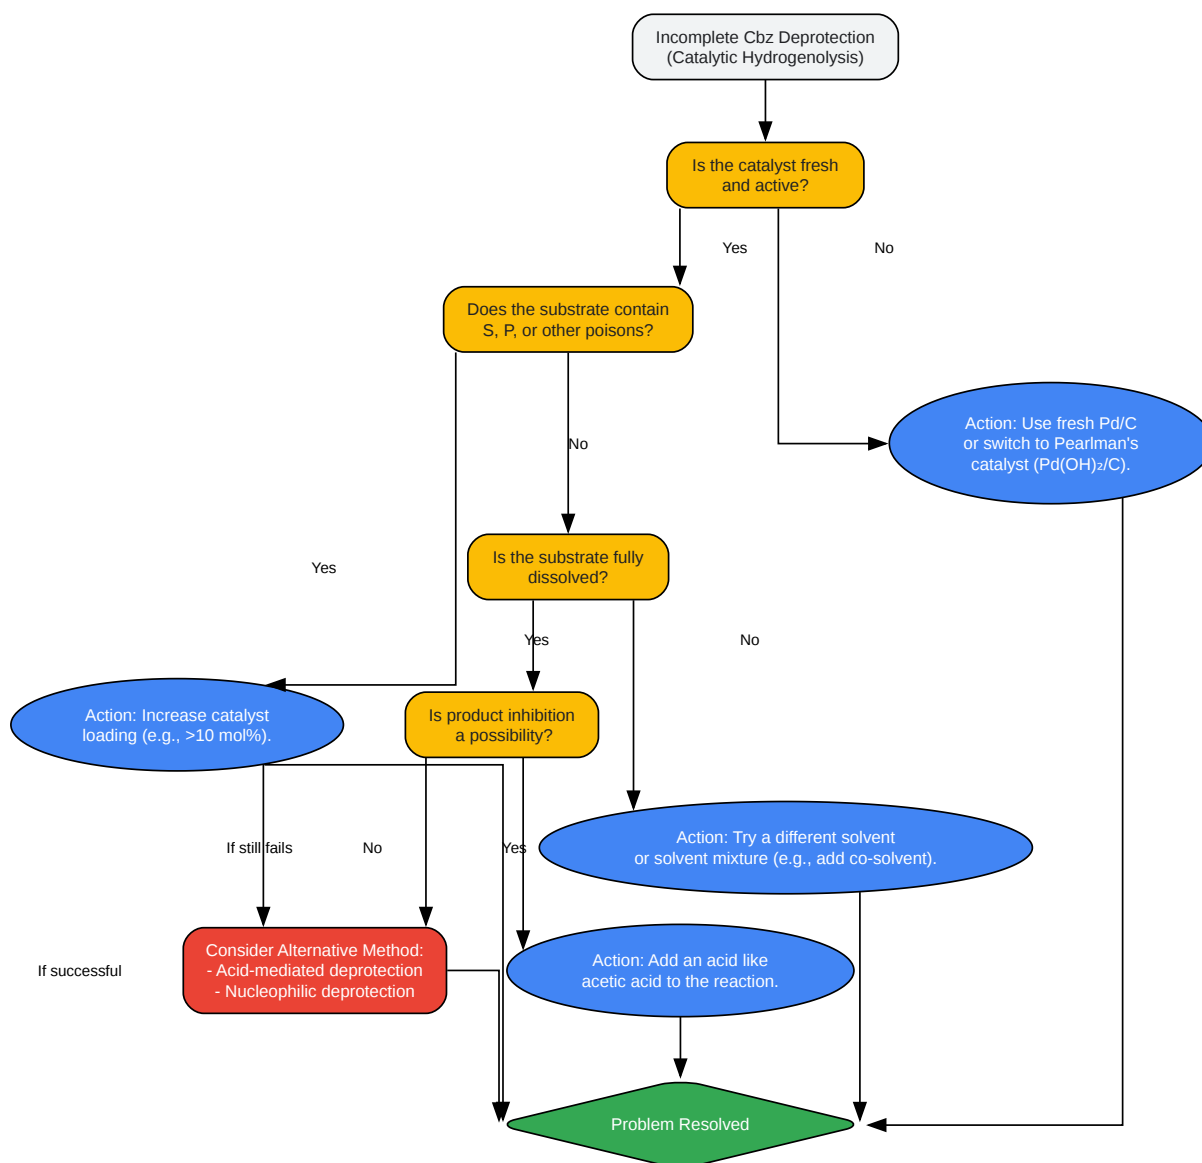 Incomplete Cbz Deprotection
(Catalytic Hydrogenolysis)
Is the catalyst fresh
and active?
Yes
No
Does the substrate contain
S, P, or other poisons?
Action: Use fresh Pd/C
or switch to Pearlman's
catalyst (Pd(OH)₂/C).
No
Is the substrate fully
dissolved?
Yes
Yes
No
Action: Increase catalyst
loading (e.g., >10 mol%).
Is product inhibition
a possibility?
Action: Try a different solvent
or solvent mixture (e.g., add co-solvent).
If still fails
No
Yes
Consider Alternative Method:
- Acid-mediated deprotection
- Nucleophilic deprotection
If successful
Action: Add an acid like
acetic acid to the reaction.
Problem Resolved